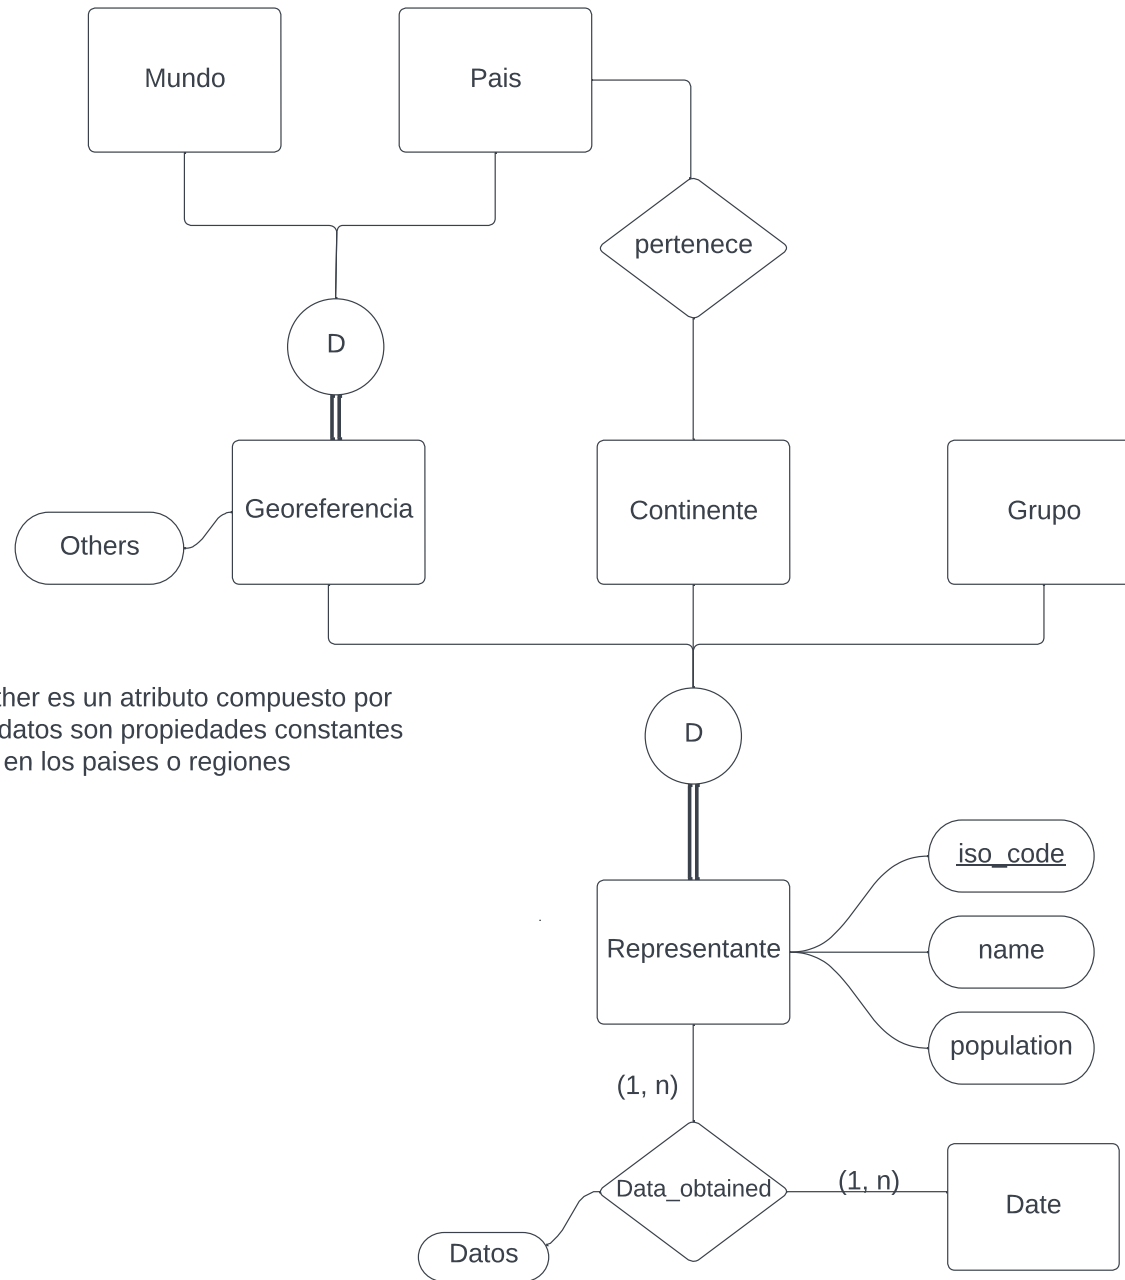 Mundo
Pais
pertenece
D
Georeferencia
Continente
Grupo
Others
ther es un atributo compuesto por
datos son propiedades constantes
en los paises o regiones
D
iso_code
Representante
name
population
(1, n)
Data_obtained
(1, n)
Date
Datos